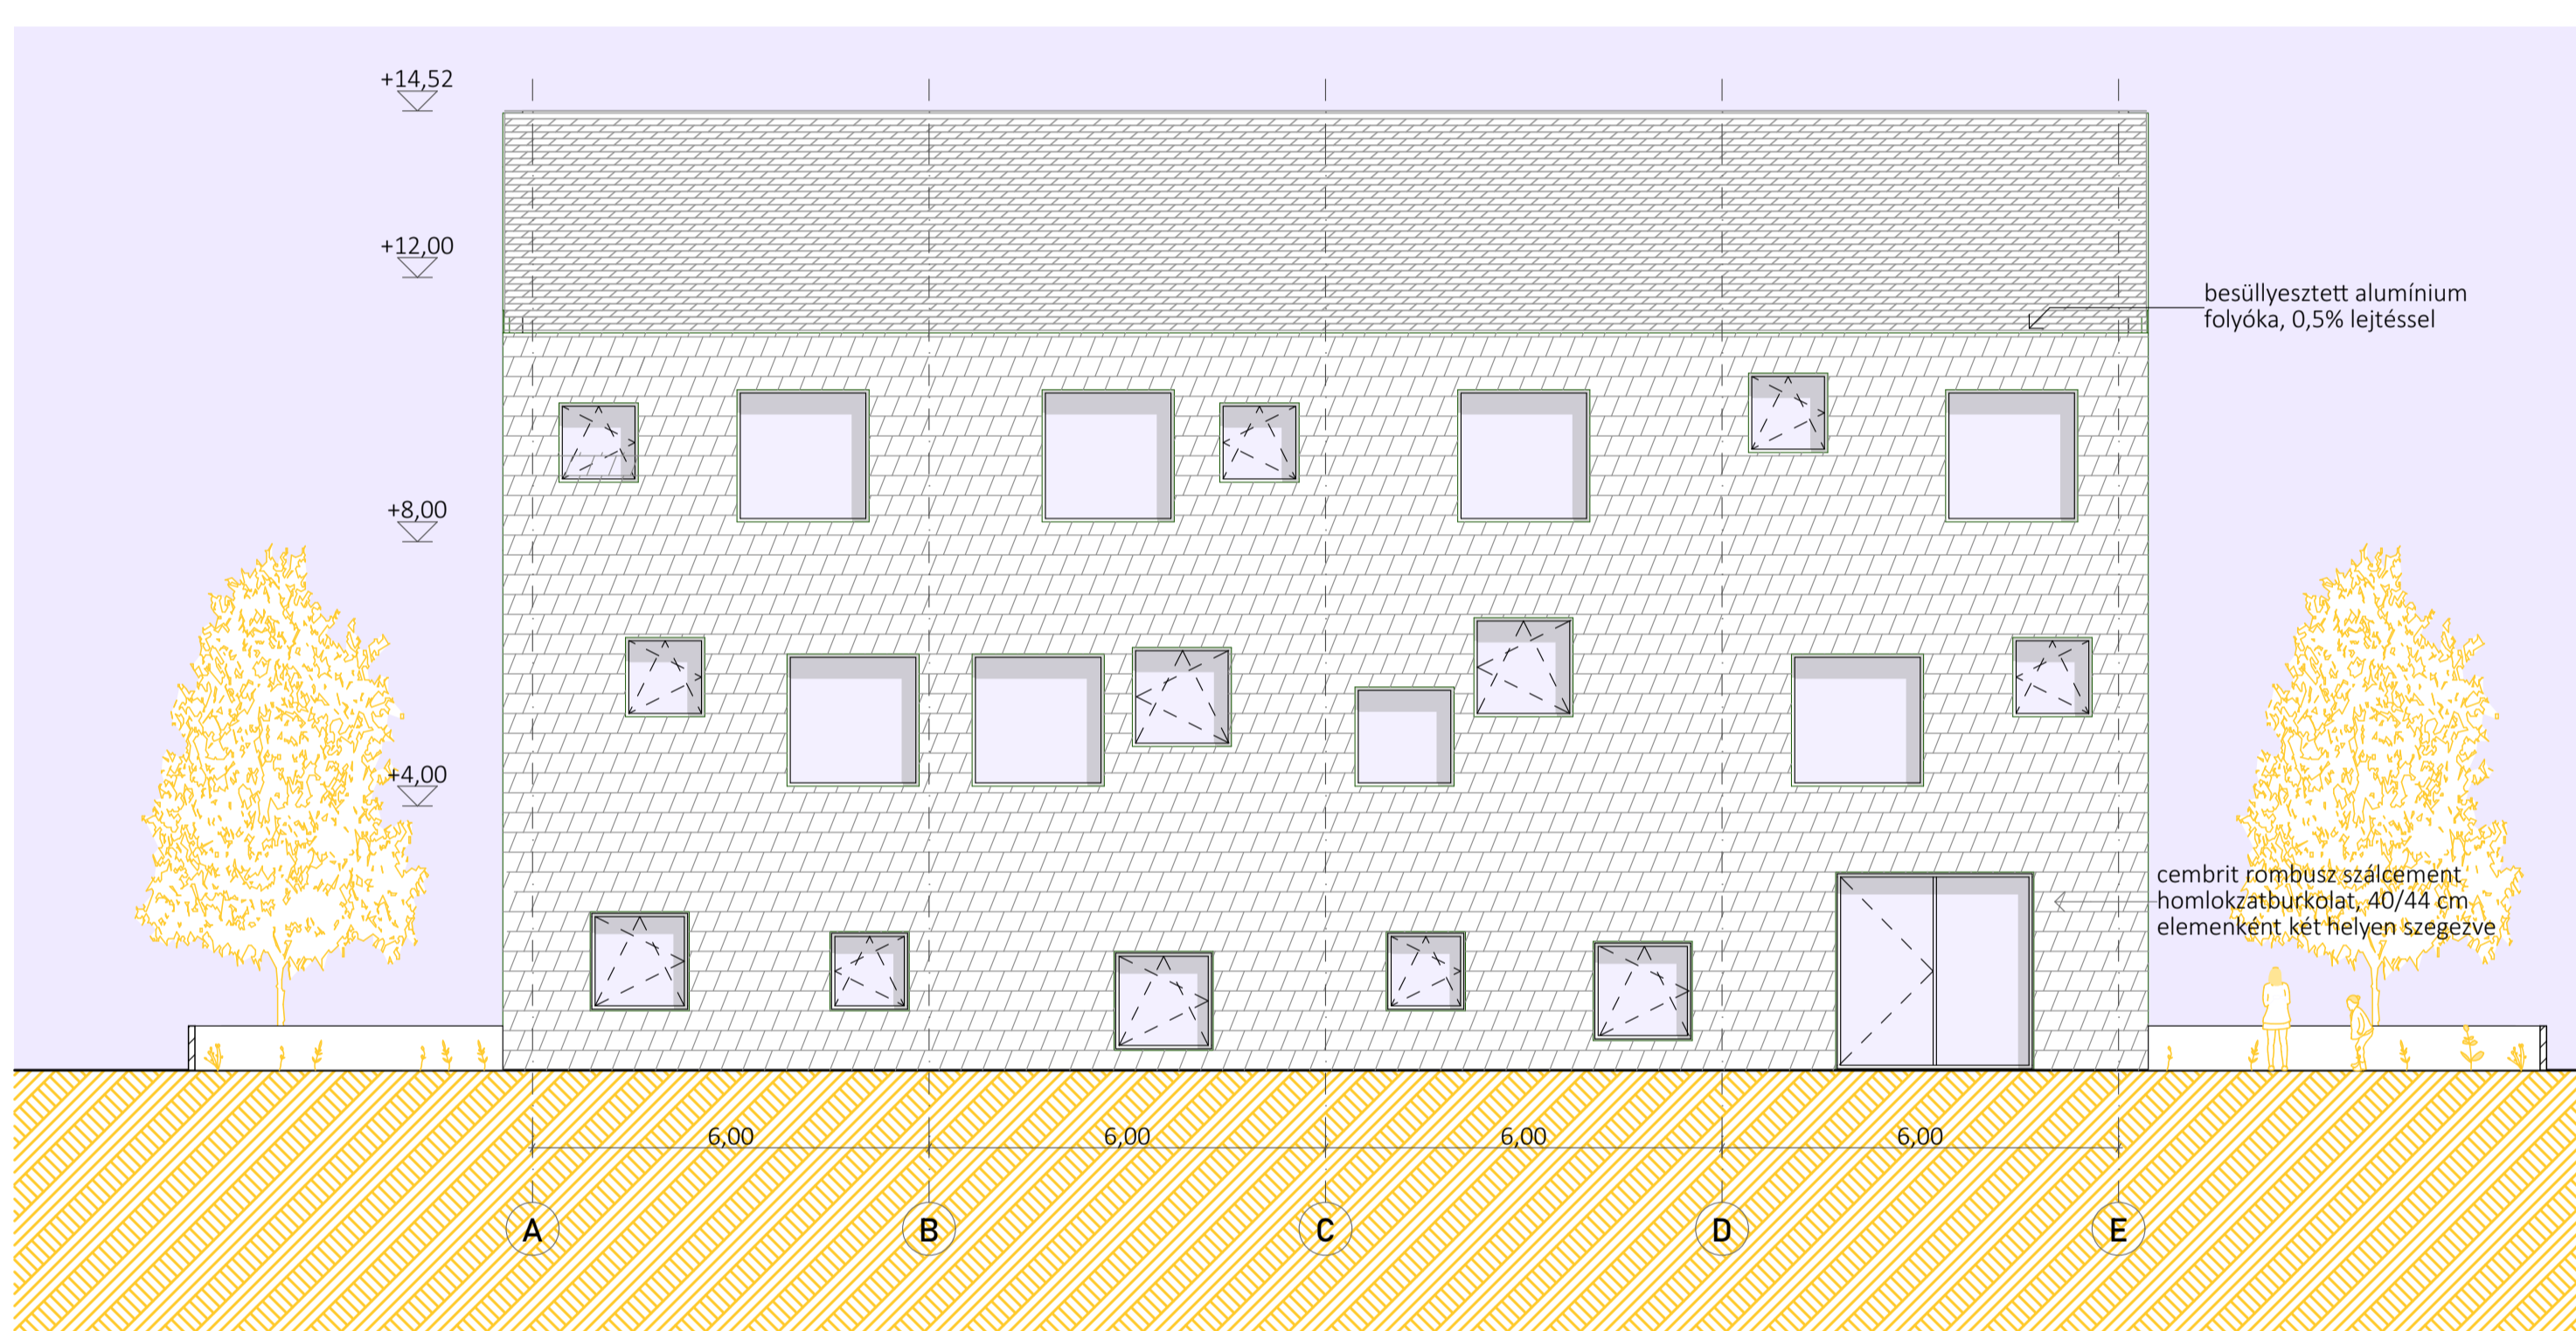 +14,52
+12,00
besüllyesztett alumínium
folyóka, 0,5% lejtéssel
+8,00
+4,00
cembrit rombusz szálcement
homlokzatburkolat, 40/44 cm
elemenként két helyen szegezve
6,00
6,00
6,00
6,00
A
B
C
D
E